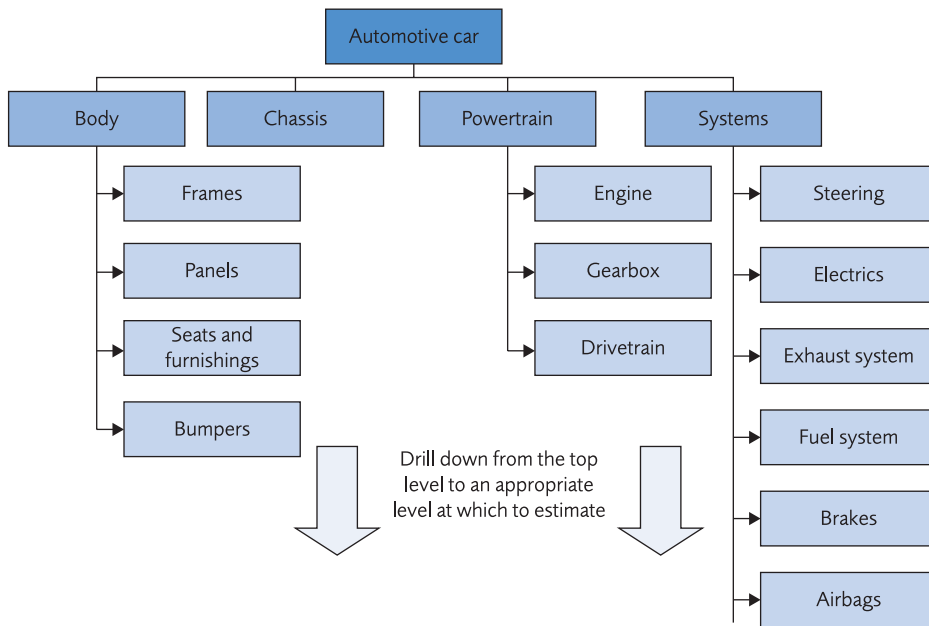 Automotive car
Body
Chassis
Powertrain
Systems
Frames
Panels
Seats and
furnishings
Bumpers
Engine
Gearbox
Drivetrain
Steering
Electrics
Exhaust system
Fuel system
Brakes
Airbags
Drill down from the top
level to an appropriate
level at which to estimate